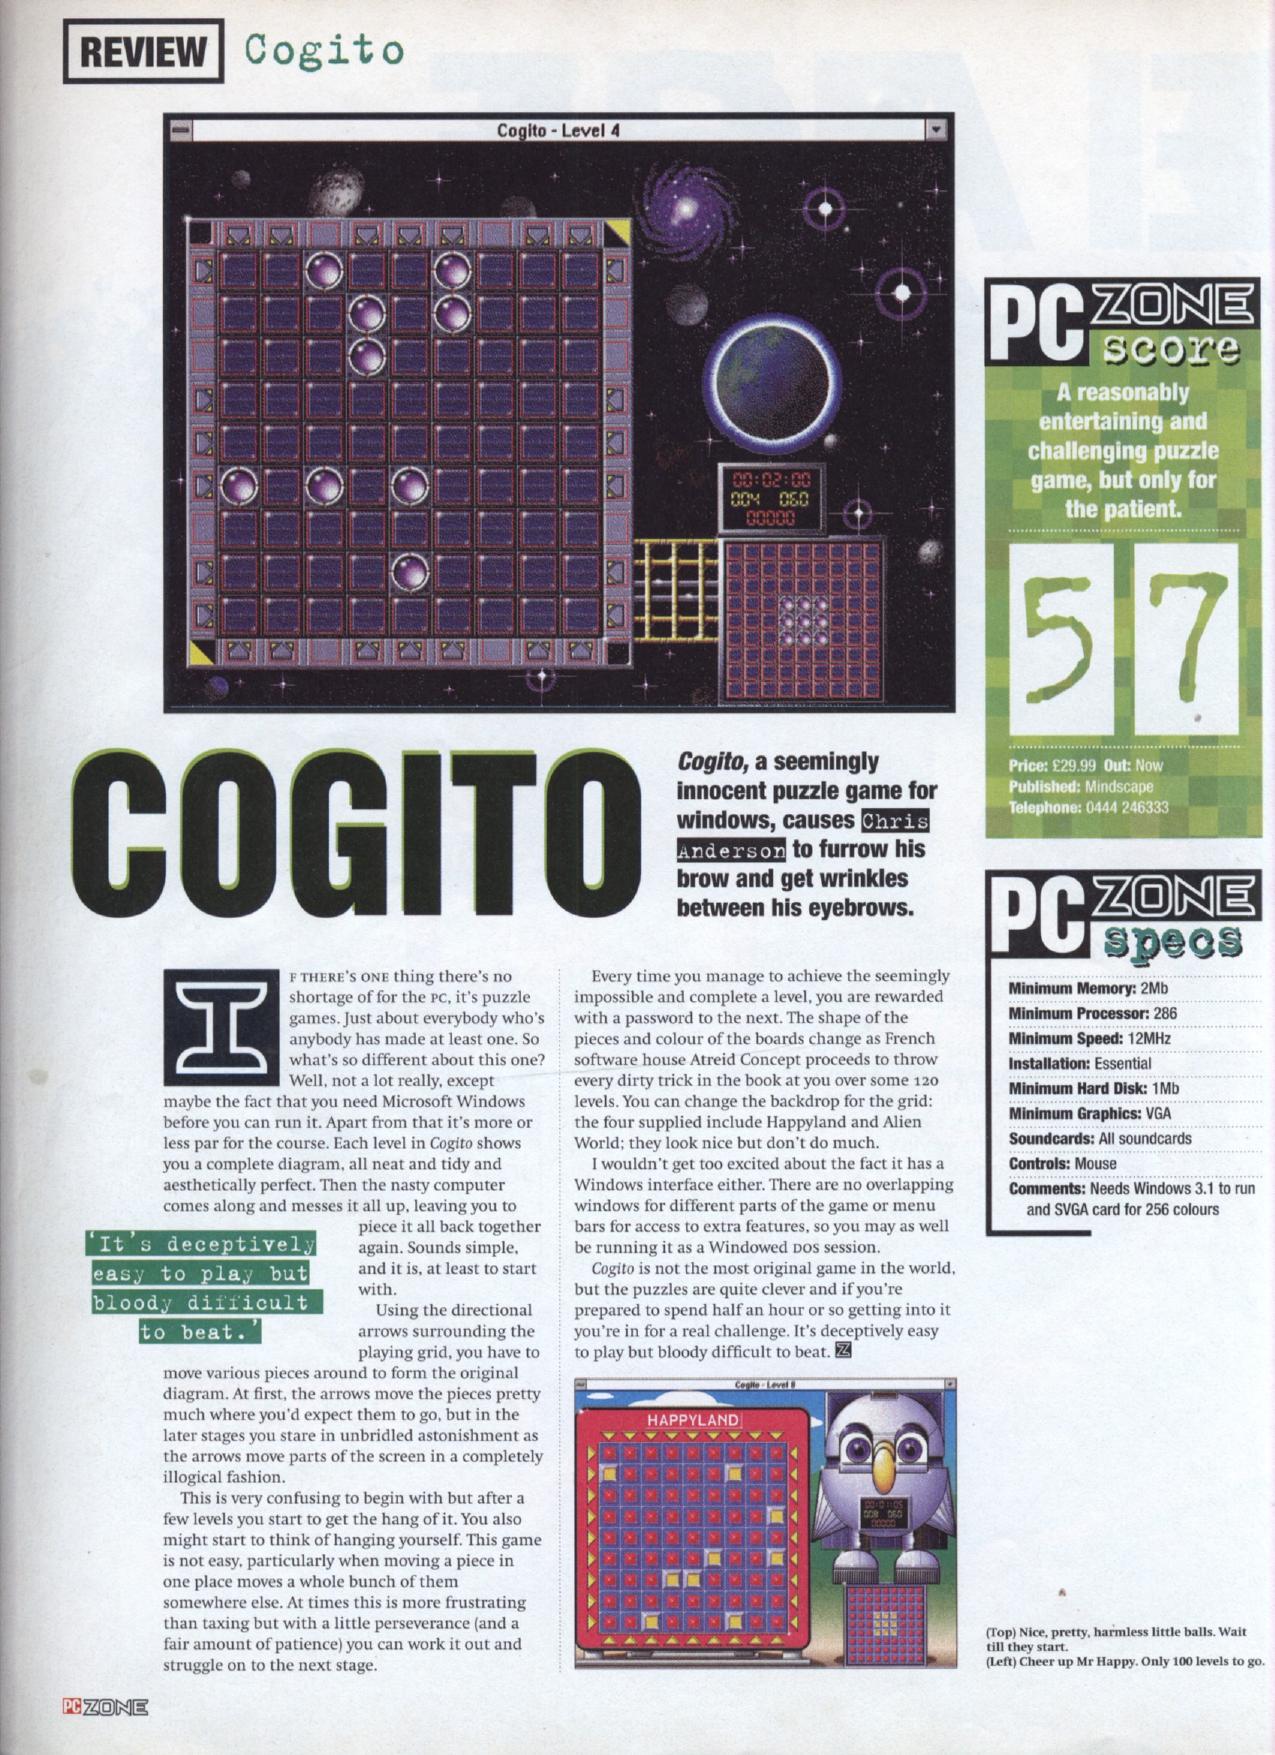 REVIEW Cogito
Cogito - Level 4
00:02:00
004 060
00000
PC ZONE
score
A reasonably
entertaining and
challenging puzzle
game, but only for
the patient.
57
Price: £29.99 Out: Now
Published: Mindscape
Telephone: 0444 246333
COGITO
Cogito, a seemingly
innocent puzzle game for
windows, causes Chris
Anderson to furrow his
brow and get wrinkles
between his eyebrows.
PC ZONE
specs
Minimum Memory: 2Mb
Minimum Processor: 286
Minimum Speed: 12MHz
Installation: Essential
Minimum Hard Disk: 1Mb
Minimum Graphics: VGA
Soundcards: All soundcards
Controls: Mouse
Comments: Needs Windows 3.1 to run
and SVGA card for 256 colours
IF THERE'S ONE thing there's no
shortage of for the PC, it's puzzle
games. Just about everybody who's
anybody has made at least one. So
what's so different about this one?
Well, not a lot really, except
maybe the fact that you need Microsoft Windows
before you can run it. Apart from that it's more or
less par for the course. Each level in Cogito shows
you a complete diagram, all neat and tidy and
aesthetically perfect. Then the nasty computer
comes along and messes it all up, leaving you to
piece it all back together
again. Sounds simple,
and it is, at least to start
with.
Using the directional
arrows surrounding the
playing grid, you have to
move various pieces around to form the original
diagram. At first, the arrows move the pieces pretty
much where you'd expect them to go, but in the
later stages you stare in unbridled astonishment as
the arrows move parts of the screen in a completely
illogical fashion.
This is very confusing to begin with but after a
few levels you start to get the hang of it. You also
might start to think of hanging yourself. This game
is not easy, particularly when moving a piece in
one place moves a whole bunch of them
somewhere else. At times this is more frustrating
than taxing but with a little perseverance (and a
fair amount of patience) you can work it out and
struggle on to the next stage.
'It's deceptively
easy to play but
bloody difficult
to beat.'
Every time you manage to achieve the seemingly
impossible and complete a level, you are rewarded
with a password to the next. The shape of the
pieces and colour of the boards change as French
software house Atreid Concept proceeds to throw
every dirty trick in the book at you over some 120
levels. You can change the backdrop for the grid:
the four supplied include Happyland and Alien
World; they look nice but don't do much.
I wouldn't get too excited about the fact it has a
Windows interface either. There are no overlapping
windows for different parts of the game or menu
bars for access to extra features, so you may as well
be running it as a Windowed DOS session.
Cogito is not the most original game in the world,
but the puzzles are quite clever and if you're
prepared to spend half an hour or so getting into it
you're in for a real challenge. It's deceptively easy
to play but bloody difficult to beat. Z
Cogito - Level 8
HAPPYLAND
00:01:05
008 060
00000
(Top) Nice, pretty, harmless little balls. Wait
till they start.
(Left) Cheer up Mr Happy. Only 100 levels to go.
PC ZONE